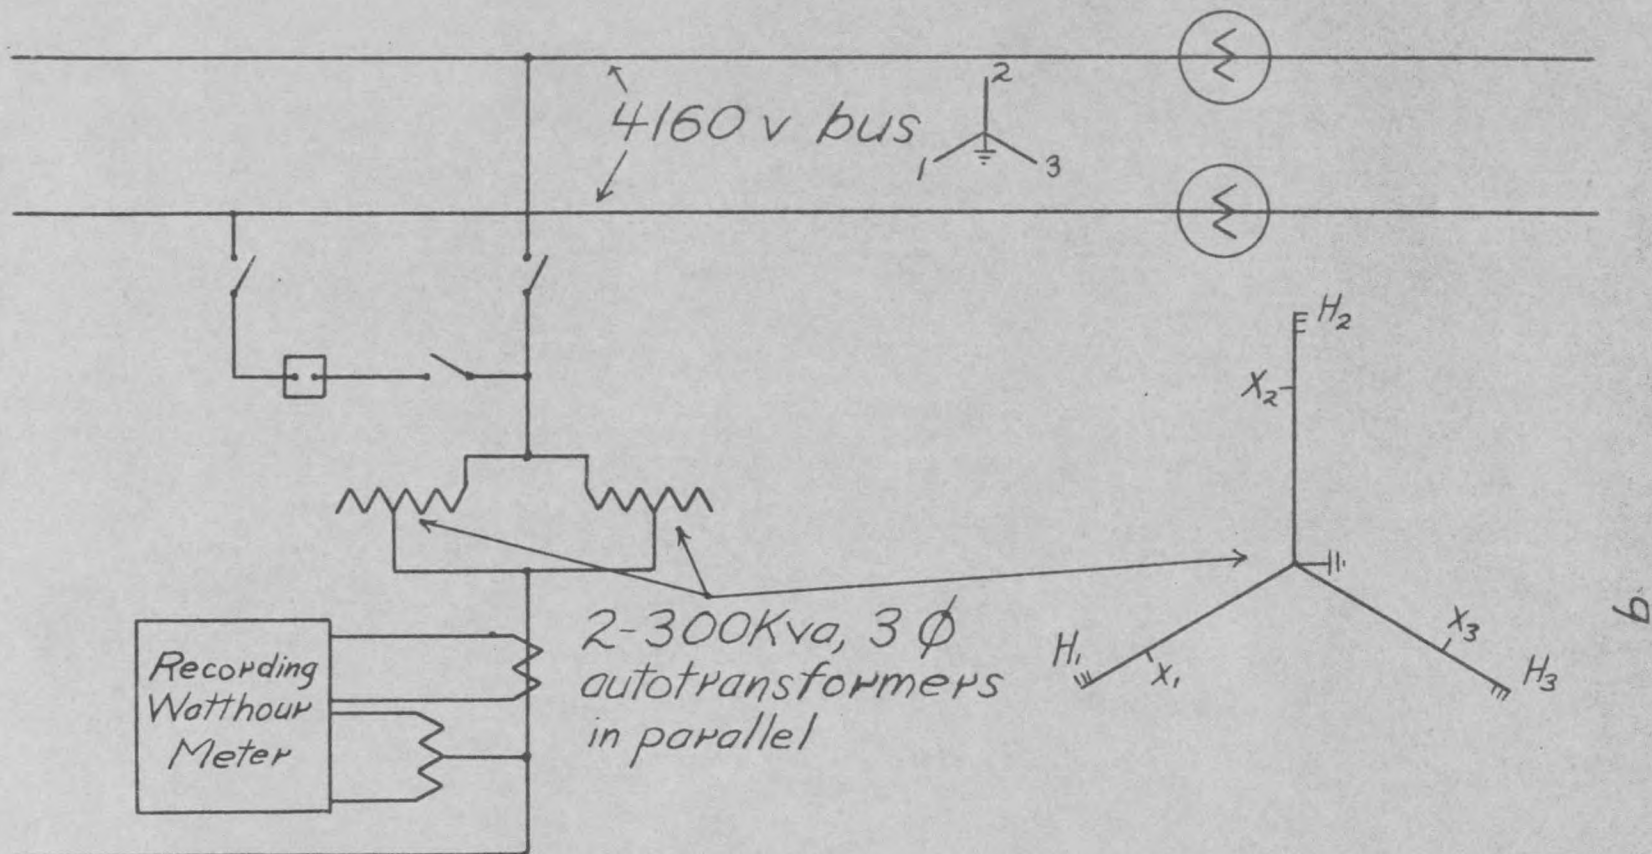 2
4160 v bus
1
3
H₂
X₂
2-300Kva, 3 ϕ
autotransformers
in parallel
H₁
X₁
X₃
H₃
Recording
Watthour
Meter
6